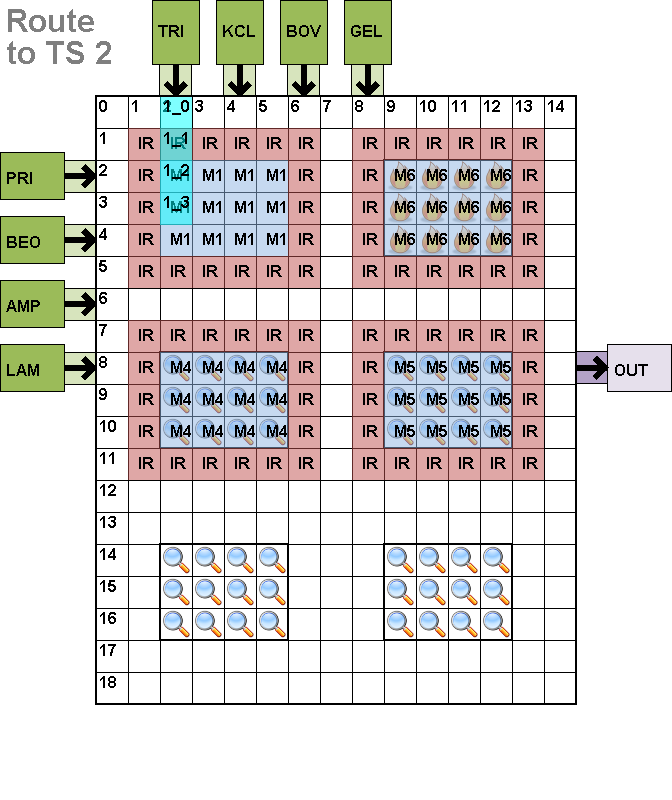 Route
to TS 2
TRI KCL BOV GEL
0 1 1_0 3 4 5 6 7 8 9 10 11 12 13 14
1 IR 1_1 IR IR IR IR IR IR IR IR IR IR
PRI 2 IR 1_2 M1 M1 M1 IR IR M6 M6 M6 M6 IR
3 IR 1_3 M1 M1 M1 IR IR M6 M6 M6 M6 IR
BEO 4 IR M1 M1 M1 M1 IR IR M6 M6 M6 M6 IR
5 IR IR IR IR IR IR IR IR IR IR IR IR
AMP 6
7 IR IR IR IR IR IR IR IR IR IR IR IR
LAM 8 IR M4 M4 M4 M4 IR IR M5 M5 M5 M5 IR OUT
9 IR M4 M4 M4 M4 IR IR M5 M5 M5 M5 IR
10 IR M4 M4 M4 M4 IR IR M5 M5 M5 M5 IR
11 IR IR IR IR IR IR IR IR IR IR IR IR
12
13
14
15
16
17
18